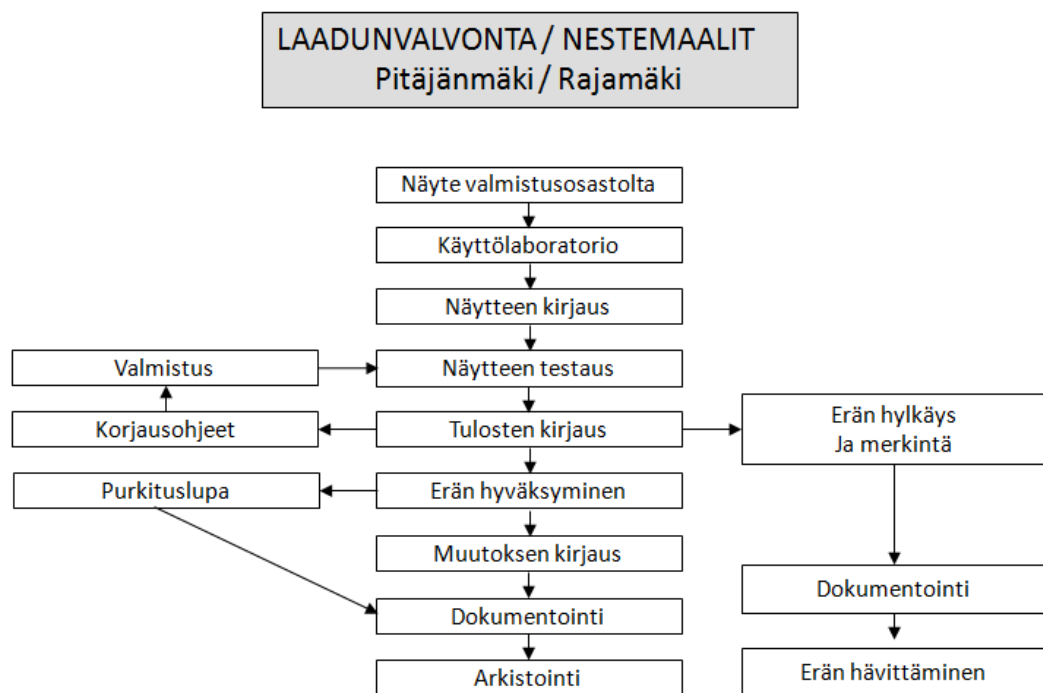 LAADUNVALVONTA / NESTEMAALIT
Pitäjänmäki / Rajamäki
Näyte valmistusosastolta
Käyttölaboratorio
Näytteen kirjaus
Valmistus
Näytteen testaus
Korjausohjeet
Tulosten kirjaus
Erän hylkäys
Ja merkintä
Purkituslupa
Erän hyväksyminen
Muutoksen kirjaus
Dokumentointi
Dokumentointi
Arkistointi
Erän hävittäminen